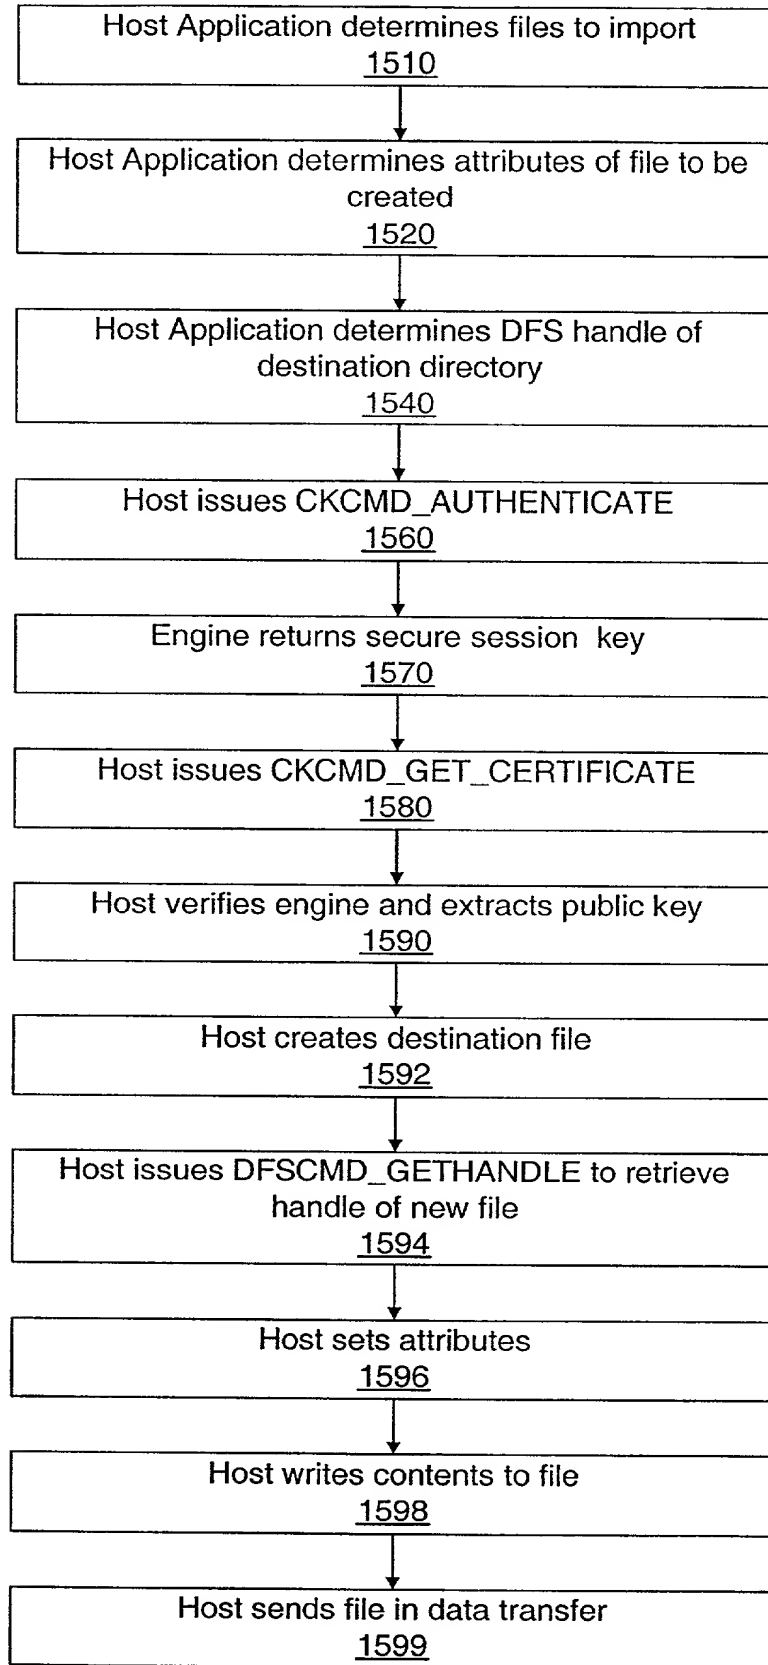 Host Application determines files to import
1510
Host Application determines attributes of file to be
created
1520
Host Application determines DFS handle of
destination directory
1540
Host issues CKCMD_AUTHENTICATE
1560
Engine returns secure session key
1570
Host issues CKCMD_GET_CERTIFICATE
1580
Host verifies engine and extracts public key
1590
Host creates destination file
1592
Host issues DFSCMD_GETHANDLE to retrieve
handle of new file
1594
Host sets attributes
1596
Host writes contents to file
1598
Host sends file in data transfer
1599